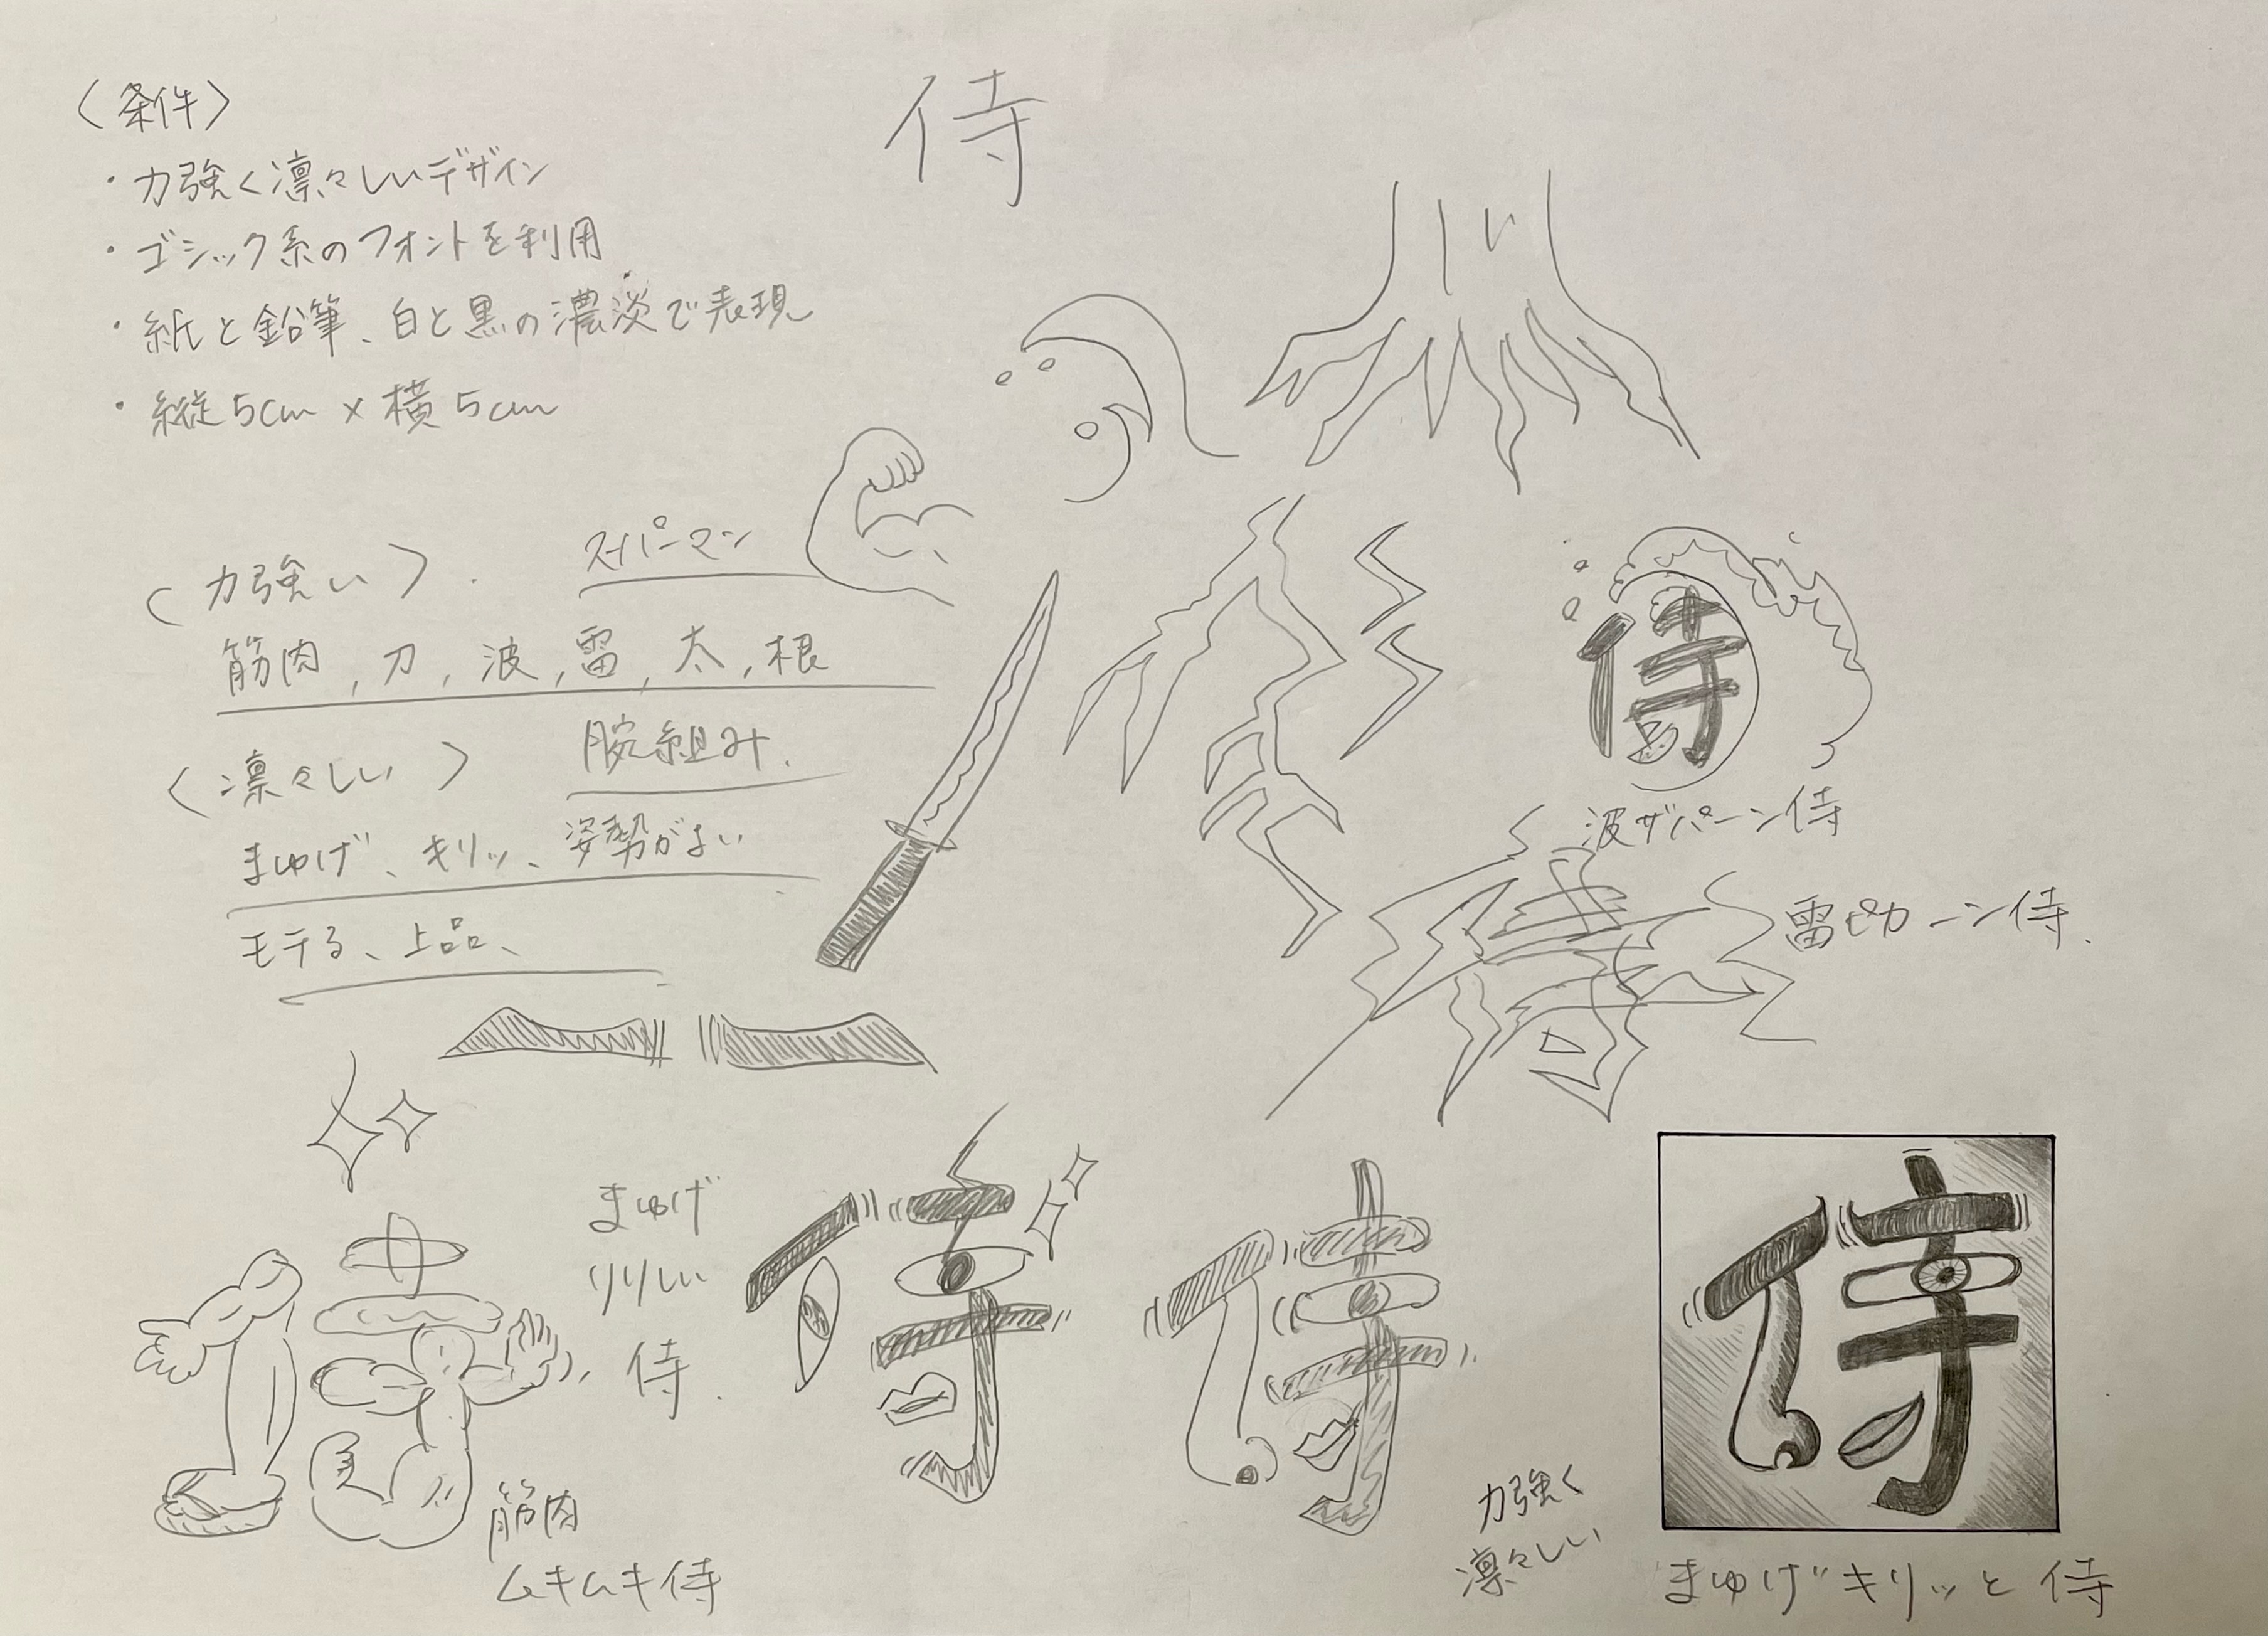 侍
〈条件〉
・力強く凛々しいデザイン
・ゴシック系のフォントを利用
・紙と鉛筆、白と黒の濃淡で表現
・縦5cm×横5cm
〈力強い〉
スーパーマン
筋肉,刀,波,雷,太,根
〈凛々しい〉
腕組み.
まゆげ、キリッ、姿勢がよい
モテる、上品、
侍
波ザパーン侍
雷ピカーン侍.
まゆげ
りりしい
侍.
筋肉
ムキムキ侍
力強く
凛々しい
侍
まゆげキリッと侍